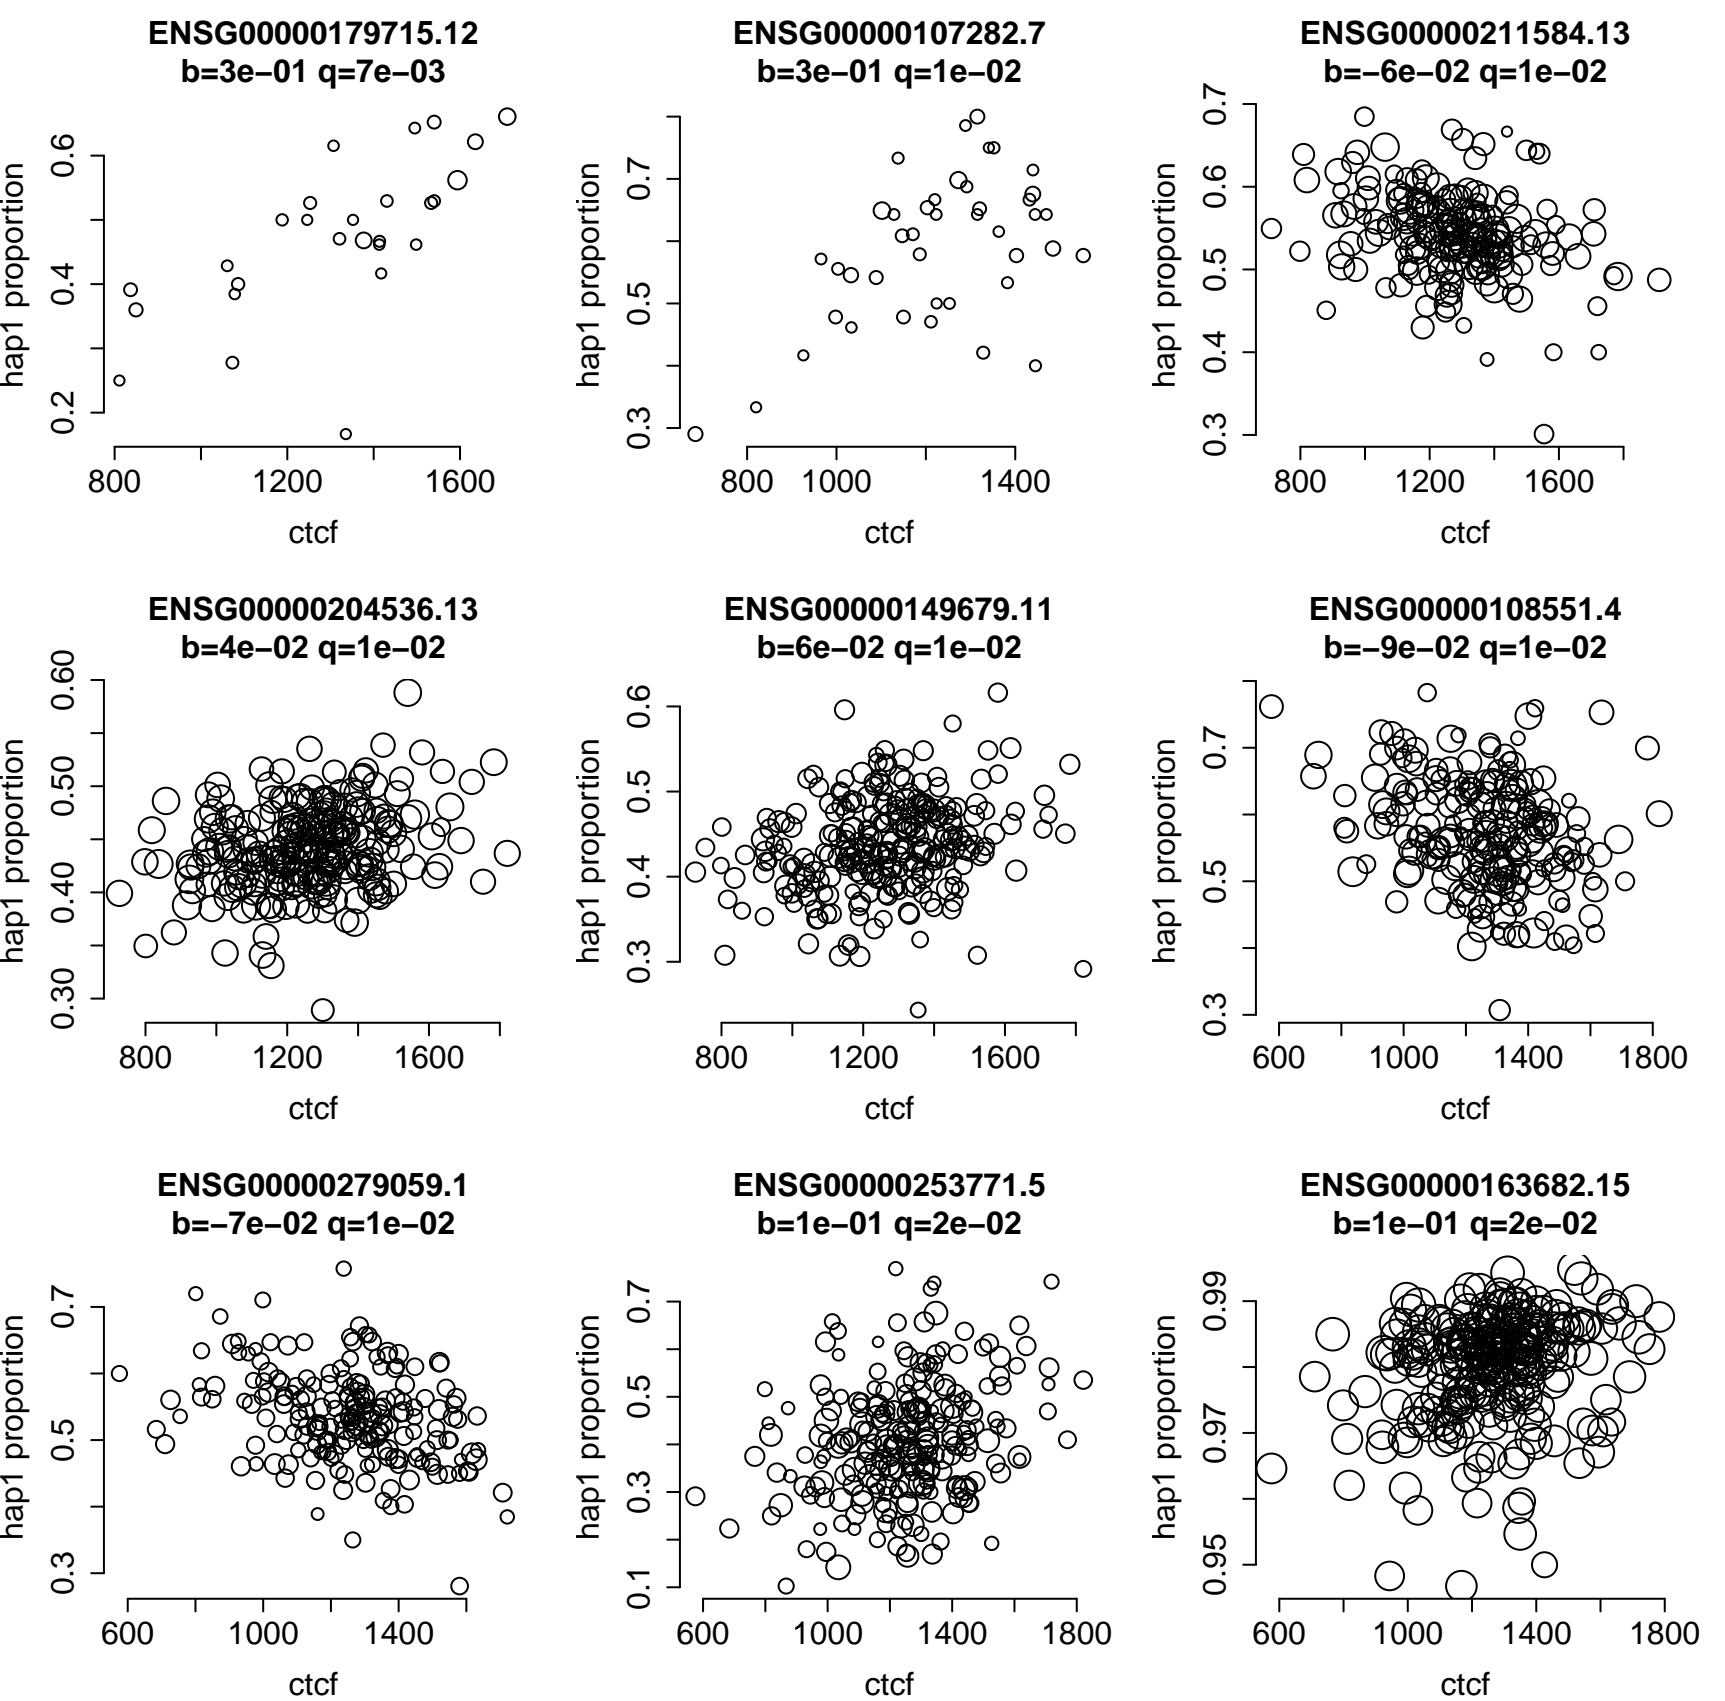 ENSG00000179715.12
b=3e−01 q=7e−03
hap1 proportion
0.6
0.4
0.2
800 1200 1600
ctcf
ENSG00000107282.7
b=3e−01 q=1e−02
hap1 proportion
0.7
0.5
0.3
800 1000 1400
ctcf
ENSG00000211584.13
b=−6e−02 q=1e−02
hap1 proportion
0.7
0.6
0.5
0.4
0.3
800 1200 1600
ctcf
ENSG00000204536.13
b=4e−02 q=1e−02
hap1 proportion
0.60
0.50
0.40
0.30
800 1200 1600
ctcf
ENSG00000149679.11
b=6e−02 q=1e−02
hap1 proportion
0.6
0.5
0.4
0.3
800 1200 1600
ctcf
ENSG00000108551.4
b=−9e−02 q=1e−02
hap1 proportion
0.7
0.5
0.3
600 1000 1400 1800
ctcf
ENSG00000279059.1
b=−7e−02 q=1e−02
hap1 proportion
0.7
0.5
0.3
600 1000 1400
ctcf
ENSG00000253771.5
b=1e−01 q=2e−02
hap1 proportion
0.7
0.5
0.3
0.1
600 1000 1400 1800
ctcf
ENSG00000163682.15
b=1e−01 q=2e−02
hap1 proportion
0.99
0.97
0.95
600 1000 1400 1800
ctcf